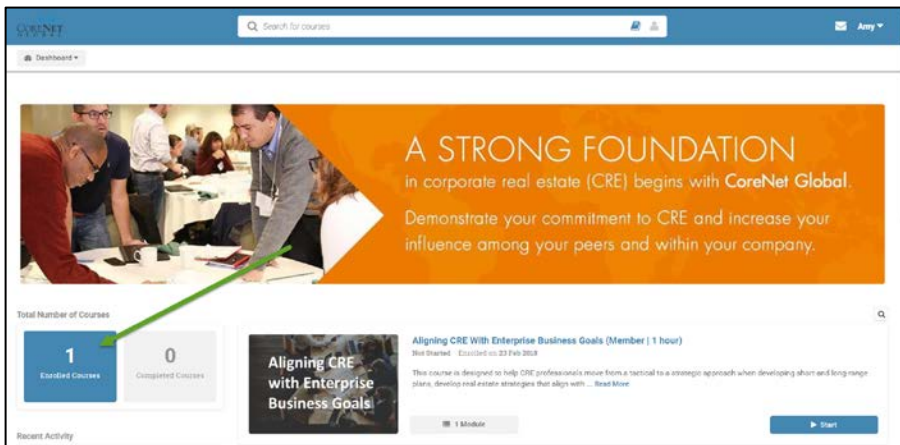 CORENET
Search for courses
Amy
Dashboard
A STRONG FOUNDATION
in corporate real estate (CRE) begins with CoreNet Global.
Demonstrate your commitment to CRE and increase your
influence among your peers and within your company.
Total Number of Courses
1
Enrolled Courses
0
Completed Courses
Aligning CRE
with Enterprise
Business Goals
Aligning CRE With Enterprise Business Goals (Member | 1 hour)
Not Started Enrolled on 23 Feb 2018
This course is designed to help CRE professionals move from a tactical to a strategic approach when developing short and long-range
plans, develop real estate strategies that align with ... Read More
1 Module
Start
Recent Activity